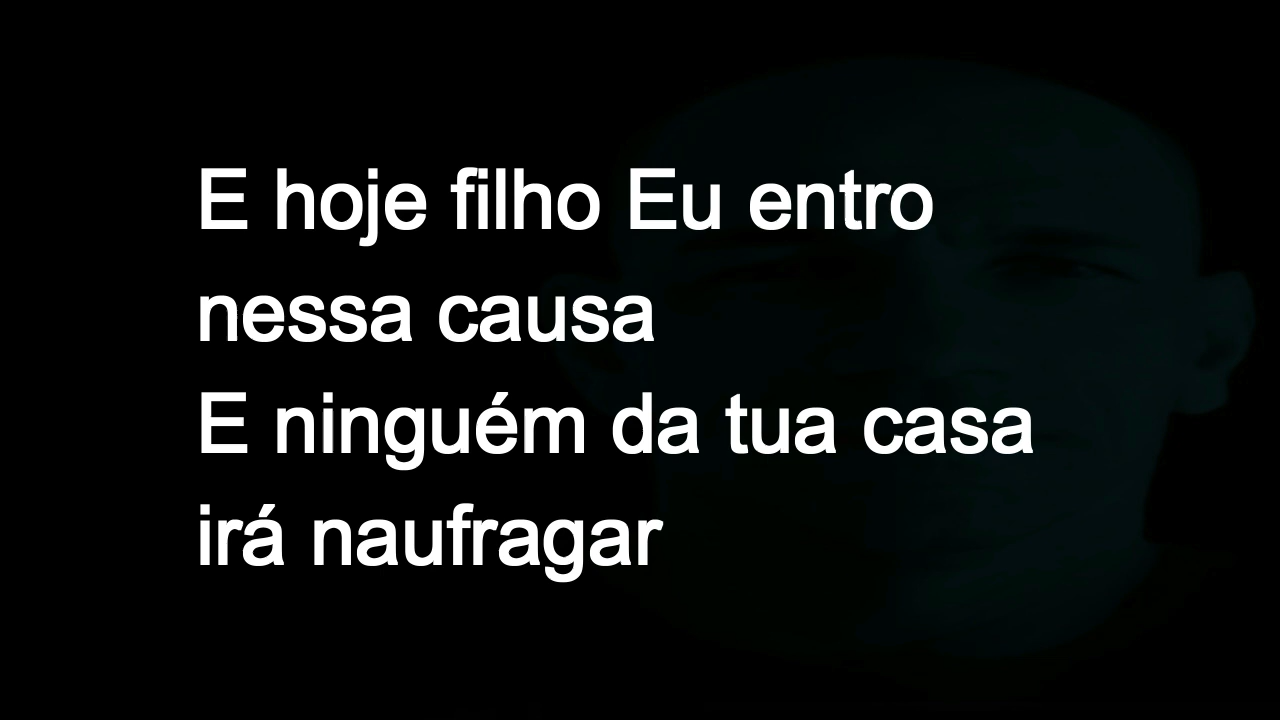 E hoje filho Eu entro
nessa causa
E ninguém da tua casa
irá naufragar